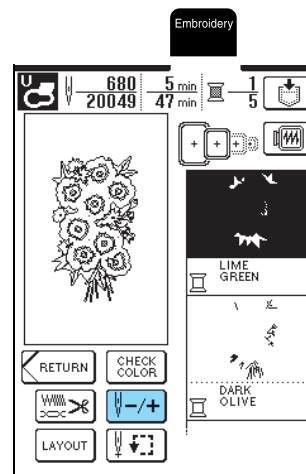 Embroidery
U
680 5 min 1
20049 47 min 5
LIME
GREEN
RETURN
CHECK
COLOR
-/+
DARK
OLIVE
LAYOUT